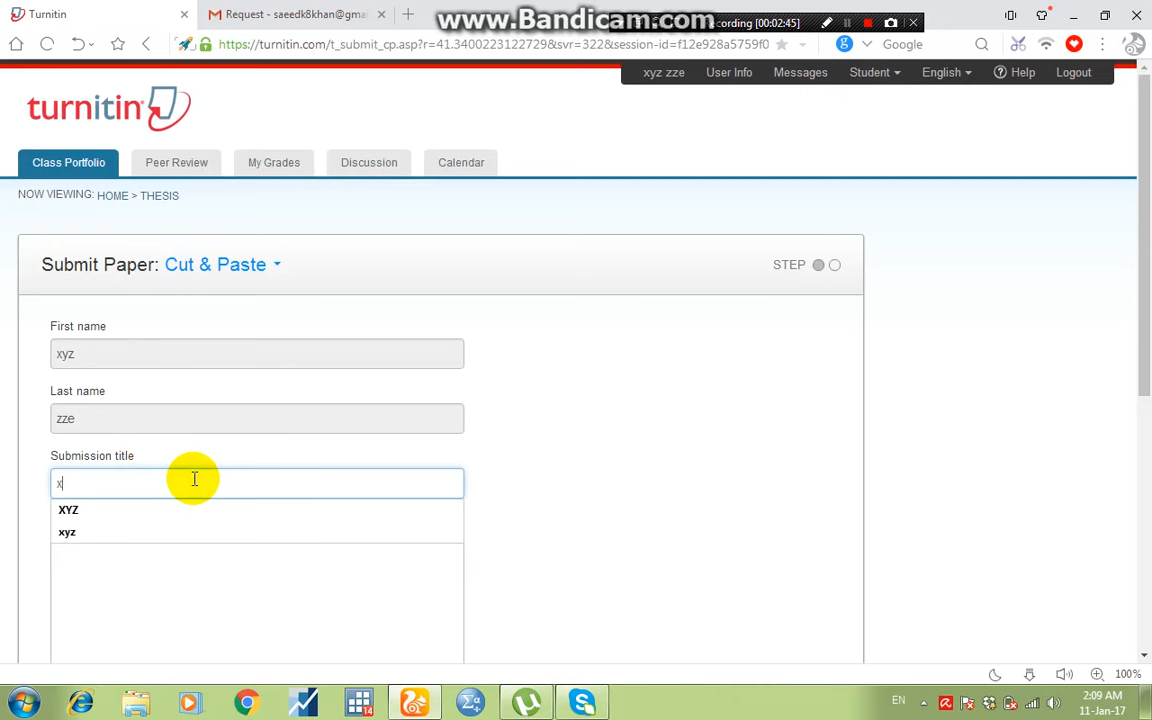 www.Bandicam.com
Recording [00:02:45]
Turnitin
Request - saeedk8khan@gma
https://turnitin.com/t_submit_cp.asp?r=41.3400223122729&svr=322&session-id=f12e928a5759f0
Google
xyz zze
User Info
Messages
Student
English
Help
Logout
turnitin
Class Portfolio
Peer Review
My Grades
Discussion
Calendar
NOW VIEWING: HOME > THESIS
Submit Paper: Cut & Paste
STEP
First name
xyz
Last name
zze
Submission title
x
XYZ
xyz
100%
14
EN
2:09 AM
11-Jan-17